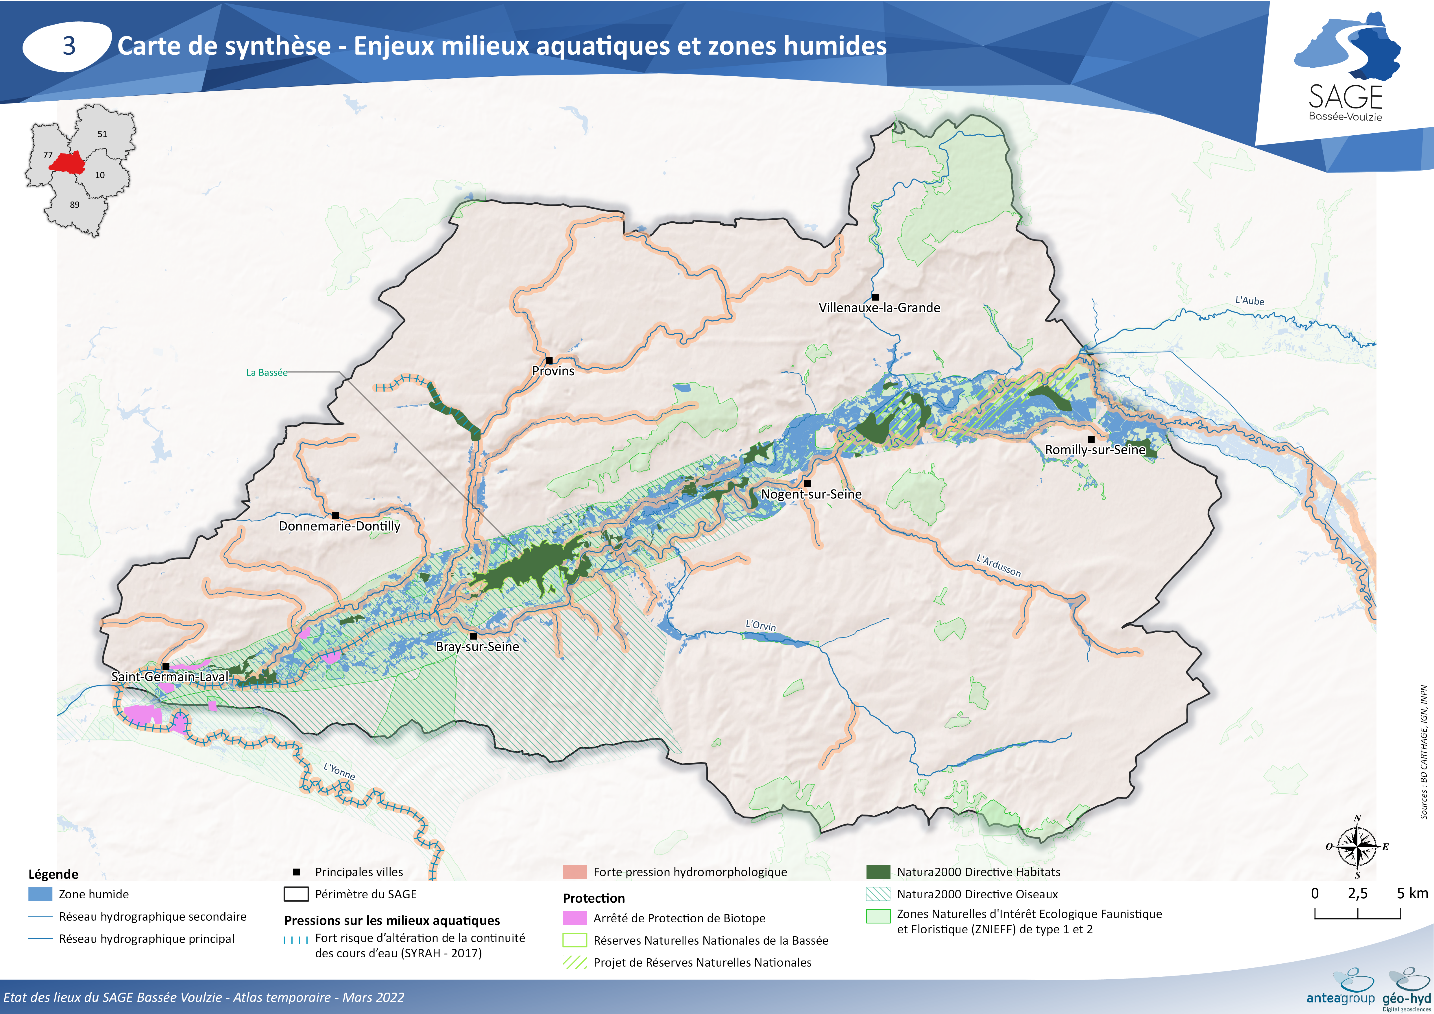 3 Carte de synthèse - Enjeux milieux aquatiques et zones humides
SAGE
Bassée-Voulzie
51
77
10
89
L'Aube
Villenauxe-la-Grande
La Bassée
Provins
Romilly-sur-Seine
Nogent-sur-Seine
Donnemarie-Dontilly
L'Ardusson
L'Orvin
Bray-sur-Seine
Saint-Germain-Laval
L'Yonne
Sources : BD CARTHAGE, IGN, INPN
N
O E
S
0 2,5 5 km
Légende
Zone humide
Réseau hydrographique secondaire
Réseau hydrographique principal
Principales villes
Périmètre du SAGE
Pressions sur les milieux aquatiques
Fort risque d'altération de la continuité
des cours d'eau (SYRAH - 2017)
Forte pression hydromorphologique
Protection
Arrêté de Protection de Biotope
Réserves Naturelles Nationales de la Bassée
Projet de Réserves Naturelles Nationales
Natura2000 Directive Habitats
Natura2000 Directive Oiseaux
Zones Naturelles d'Intérêt Ecologique Faunistique
et Floristique (ZNIEFF) de type 1 et 2
Etat des lieux du SAGE Bassée Voulzie - Atlas temporaire - Mars 2022
anteagroup
géo-hyd
Digital geosciences